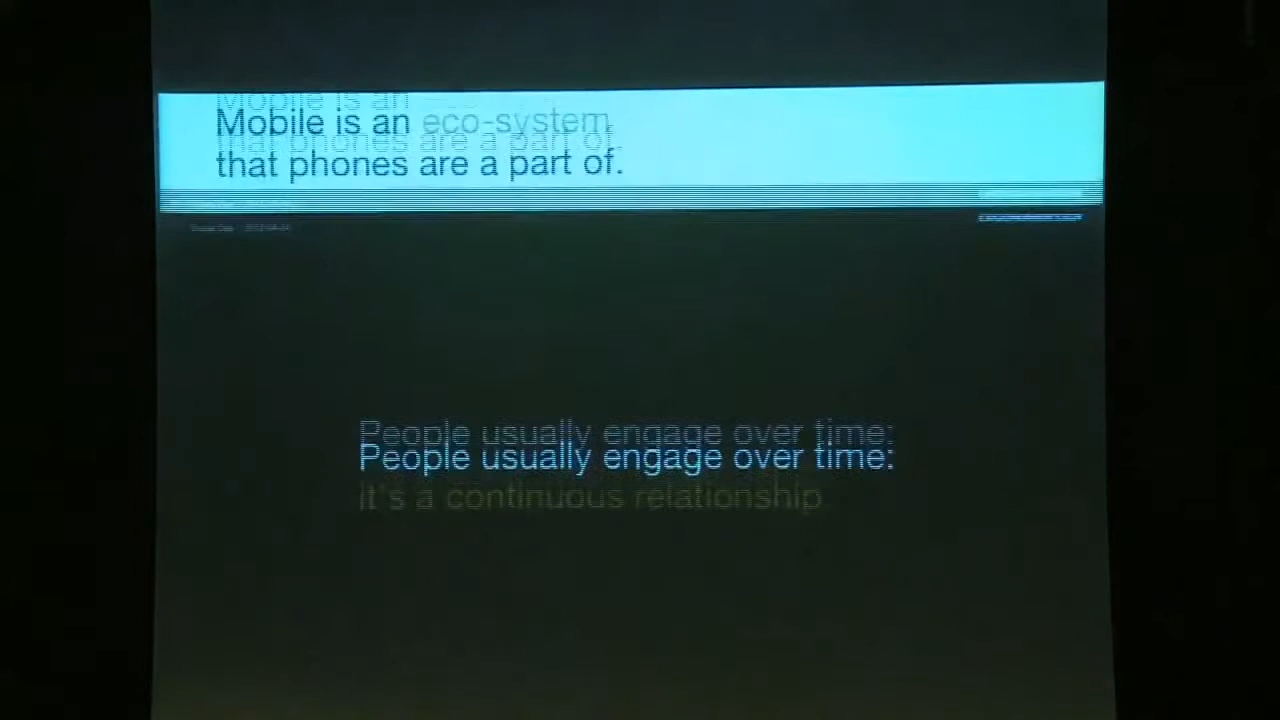 Mobile is an eco-system
that phones are a part of.
People usually engage over time:
it's a continuous relationship